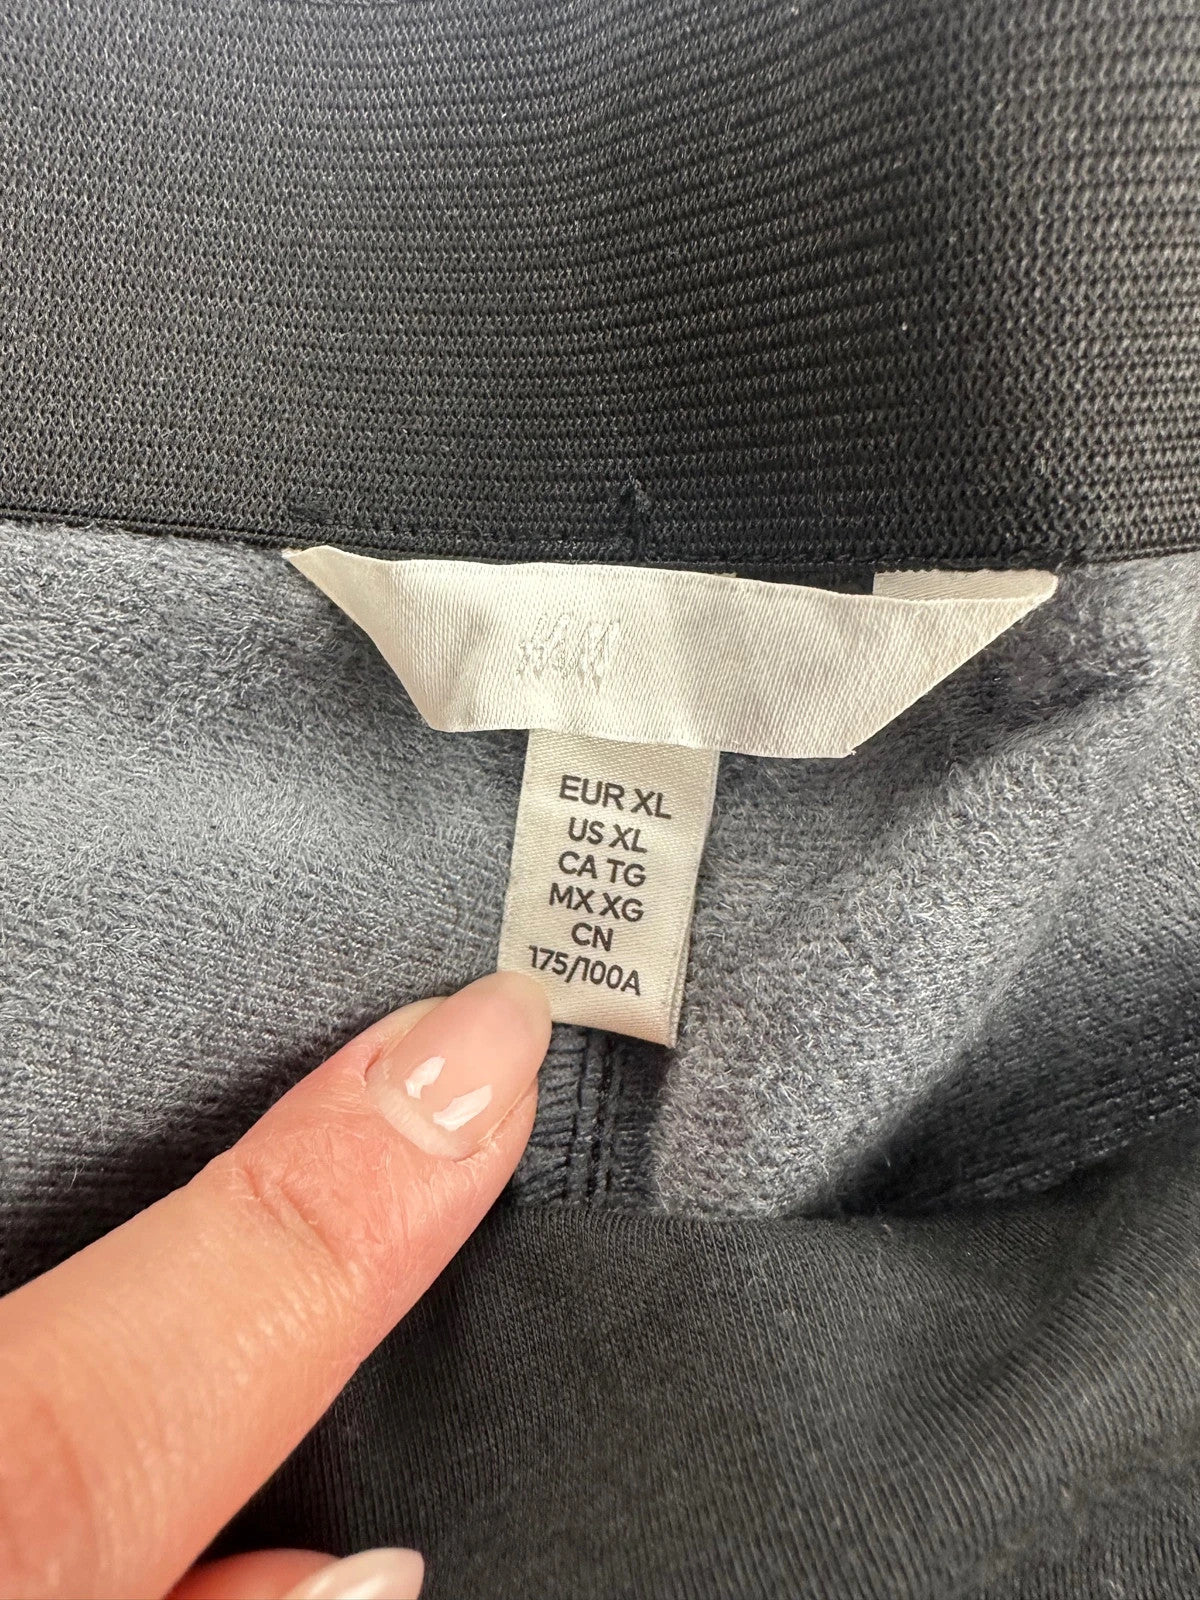 H&M
EUR XL
US XL
CA TG
MX XG
CN
175/100A